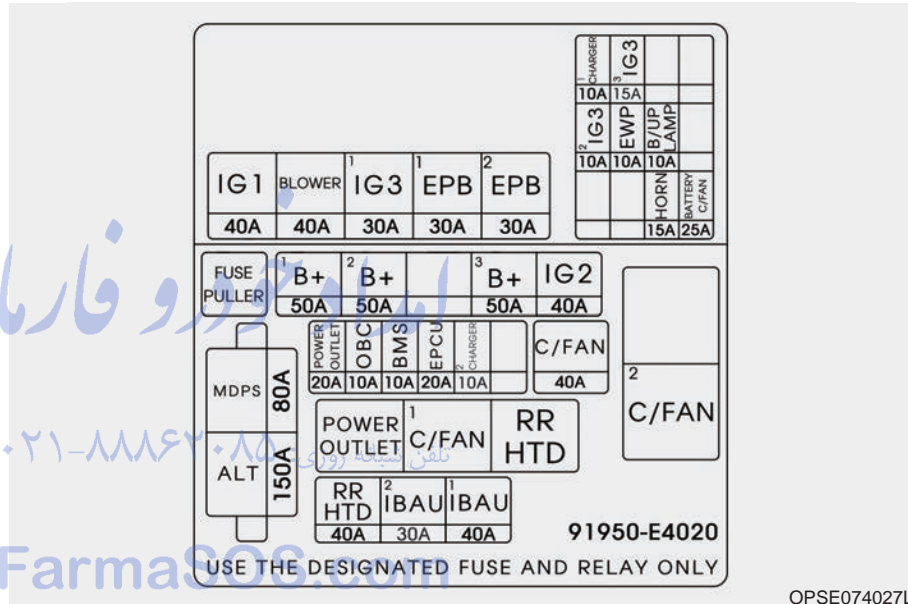 1 CHARGER 3 IG3
10A 15A
2 IG3 EWP B/UP LAMP
10A 10A 10A
HORN BATTERY C/FAN
15A 25A
IG1 BLOWER 1 IG3 1 EPB 2 EPB
40A 40A 30A 30A 30A
FUSE PULLER 1 B+ 2 B+ 3 B+ IG2
50A 50A 50A 40A
POWER OUTLET OBC BMS EPCU 2 CHARGER C/FAN
20A 10A 10A 20A 10A 40A
MDPS 80A
2 C/FAN
POWER OUTLET 1 C/FAN RR HTD
ALT 150A
RR HTD 2 IBAU 1 IBAU
40A 30A 40A
91950-E4020
USE THE DESIGNATED FUSE AND RELAY ONLY
OPSE074027L
امداد خودرو فارما
تلفن شبانه روزی
۰۲۱-۸۸۸۶۲۰۸۵
FarmaSOS.com